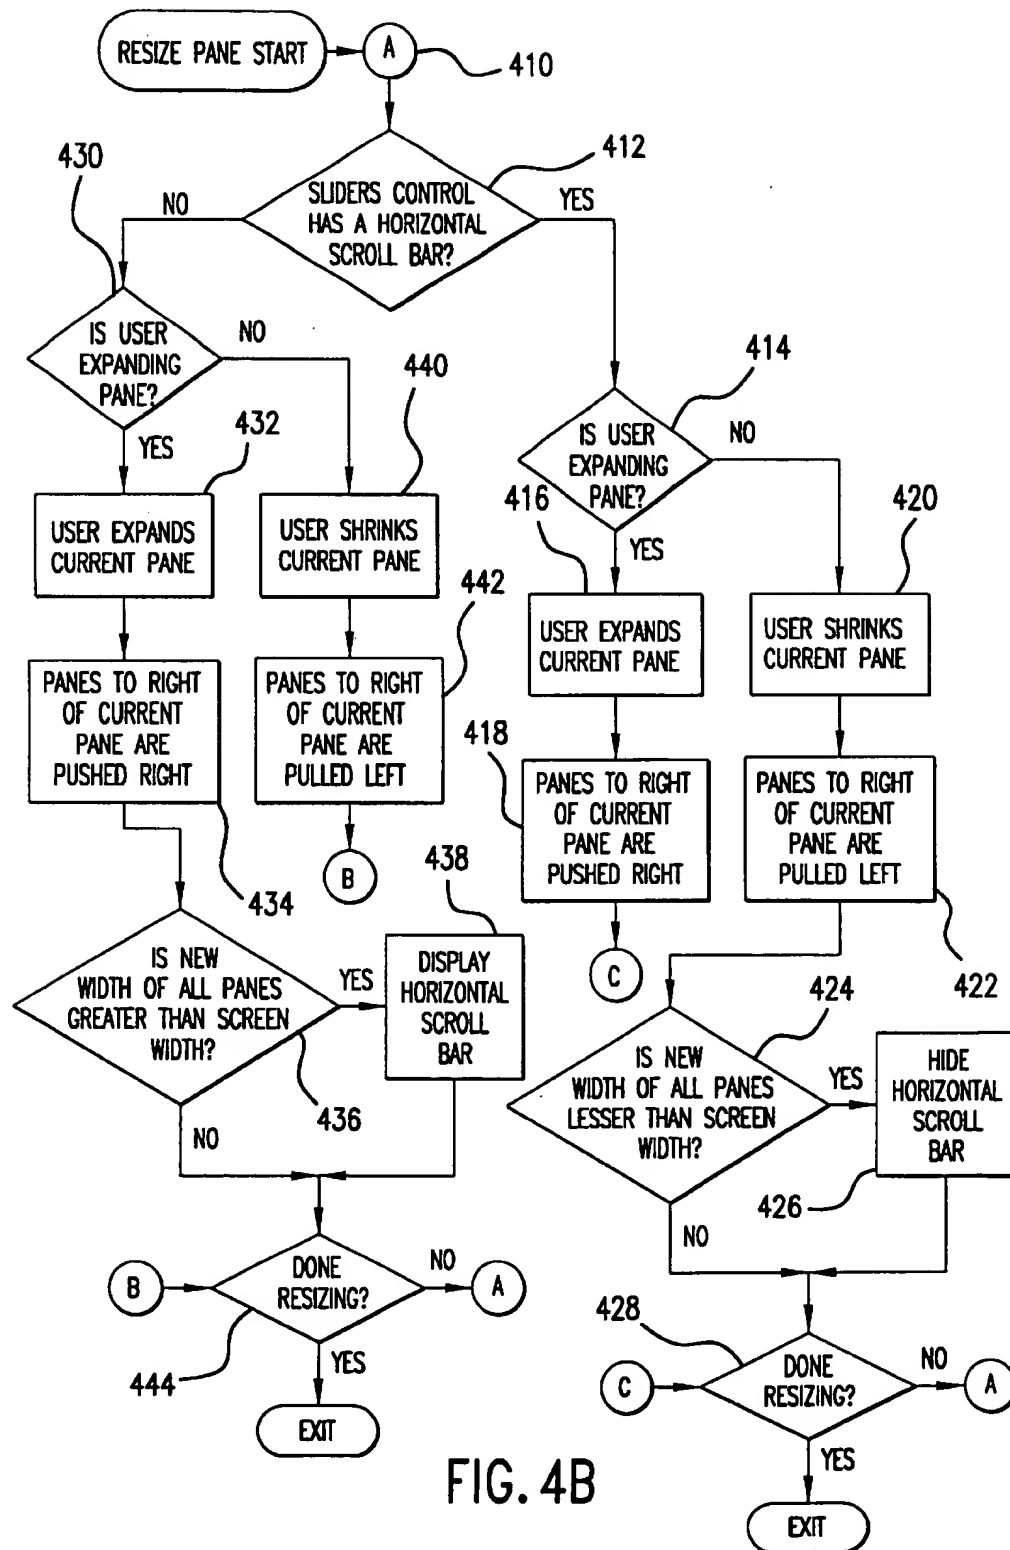 RESIZE PANE START
A
410
412
SLIDERS CONTROL
HAS A HORIZONTAL
SCROLL BAR?
NO
YES
430
IS USER
EXPANDING
PANE?
NO
YES
414
IS USER
EXPANDING
PANE?
NO
YES
432
USER EXPANDS
CURRENT PANE
440
USER SHRINKS
CURRENT PANE
416
USER EXPANDS
CURRENT PANE
420
USER SHRINKS
CURRENT PANE
PANES TO RIGHT
OF CURRENT
PANE ARE
PUSHED RIGHT
434
442
PANES TO RIGHT
OF CURRENT
PANE ARE
PULLED LEFT
B
418
PANES TO RIGHT
OF CURRENT
PANE ARE
PUSHED RIGHT
C
PANES TO RIGHT
OF CURRENT
PANE ARE
PULLED LEFT
422
IS NEW
WIDTH OF ALL PANES
GREATER THAN SCREEN
WIDTH?
436
YES
NO
438
DISPLAY
HORIZONTAL
SCROLL
BAR
424
IS NEW
WIDTH OF ALL PANES
LESSER THAN SCREEN
WIDTH?
YES
NO
HIDE
HORIZONTAL
SCROLL
BAR
426
B
DONE
RESIZING?
444
NO
A
YES
EXIT
428
C
DONE
RESIZING?
NO
A
YES
EXIT
FIG. 4B